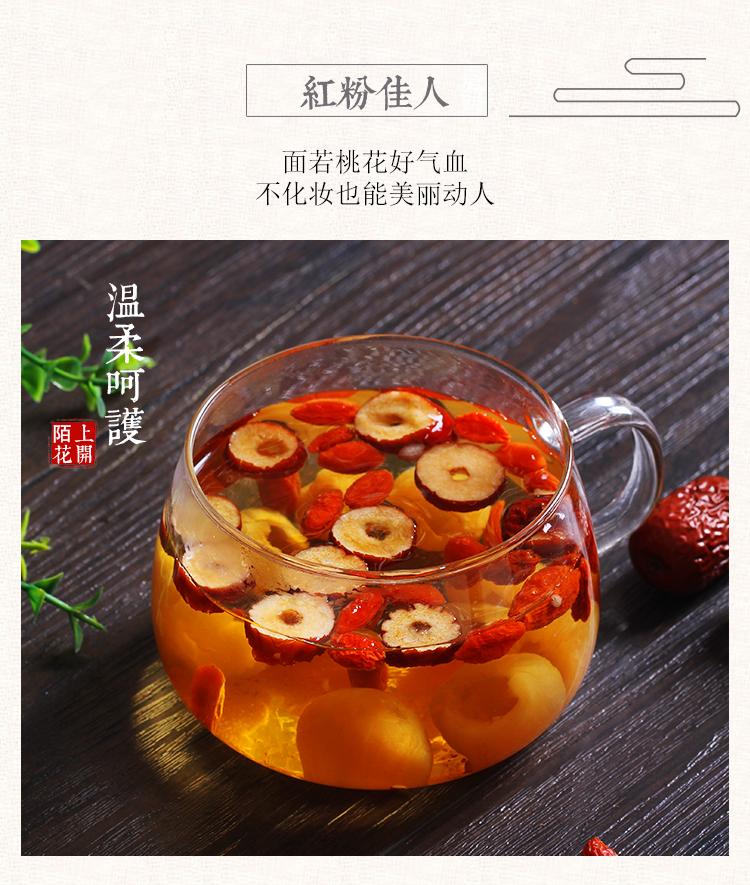 紅粉佳人
面若桃花好气血
不化妆也能美丽动人
温柔呵護
陌上花開